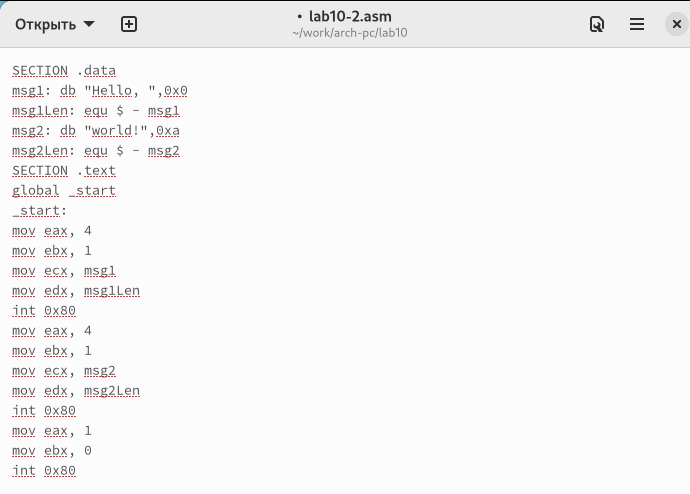 Открыть
• lab10-2.asm
~/work/arch-pc/lab10
SECTION .data
msg1: db "Hello, ",0x0
msg1Len: equ $ - msg1
msg2: db "world!",0xa
msg2Len: equ $ - msg2
SECTION .text
global _start
_start:
mov eax, 4
mov ebx, 1
mov ecx, msg1
mov edx, msg1Len
int 0x80
mov eax, 4
mov ebx, 1
mov ecx, msg2
mov edx, msg2Len
int 0x80
mov eax, 1
mov ebx, 0
int 0x80